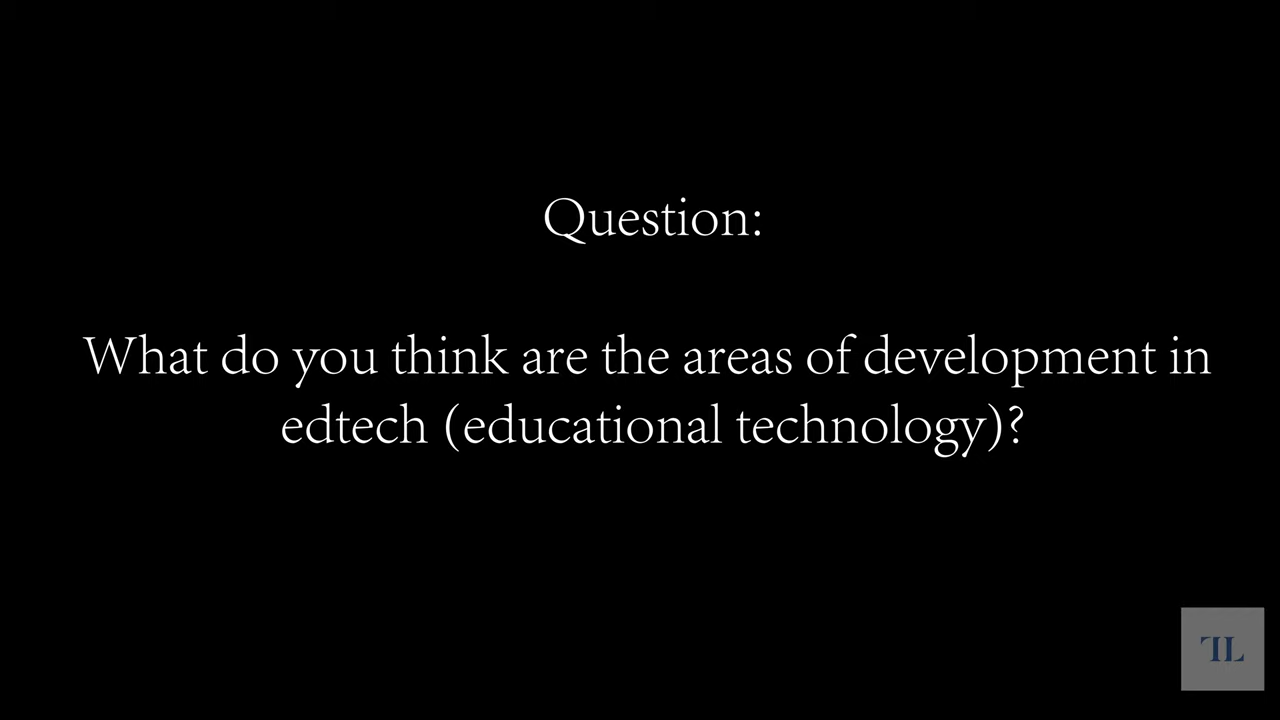 Question:
What do you think are the areas of development in
edtech (educational technology)?
TL